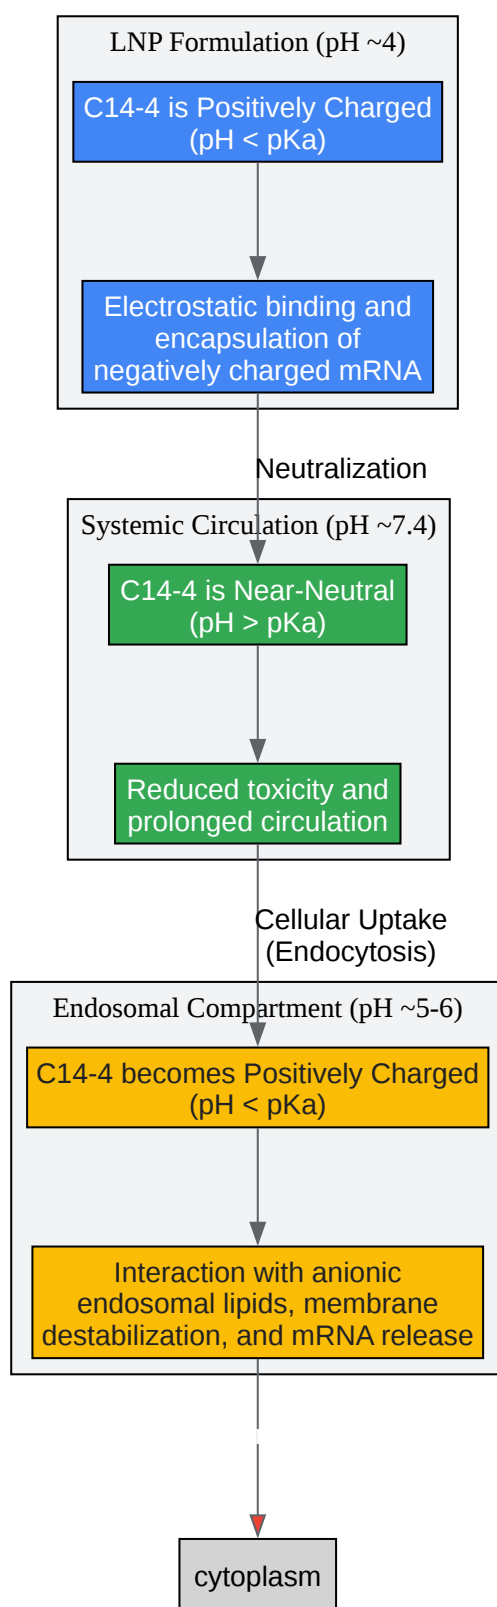 LNP Formulation (pH ~4)
C14-4 is Positively Charged
(pH < pKa)
Electrostatic binding and
encapsulation of
negatively charged mRNA
Neutralization
Systemic Circulation (pH ~7.4)
C14-4 is Near-Neutral
(pH > pKa)
Reduced toxicity and
prolonged circulation
Cellular Uptake
(Endocytosis)
Endosomal Compartment (pH ~5-6)
C14-4 becomes Positively Charged
(pH < pKa)
Interaction with anionic
endosomal lipids, membrane
destabilization, and mRNA release
cytoplasm